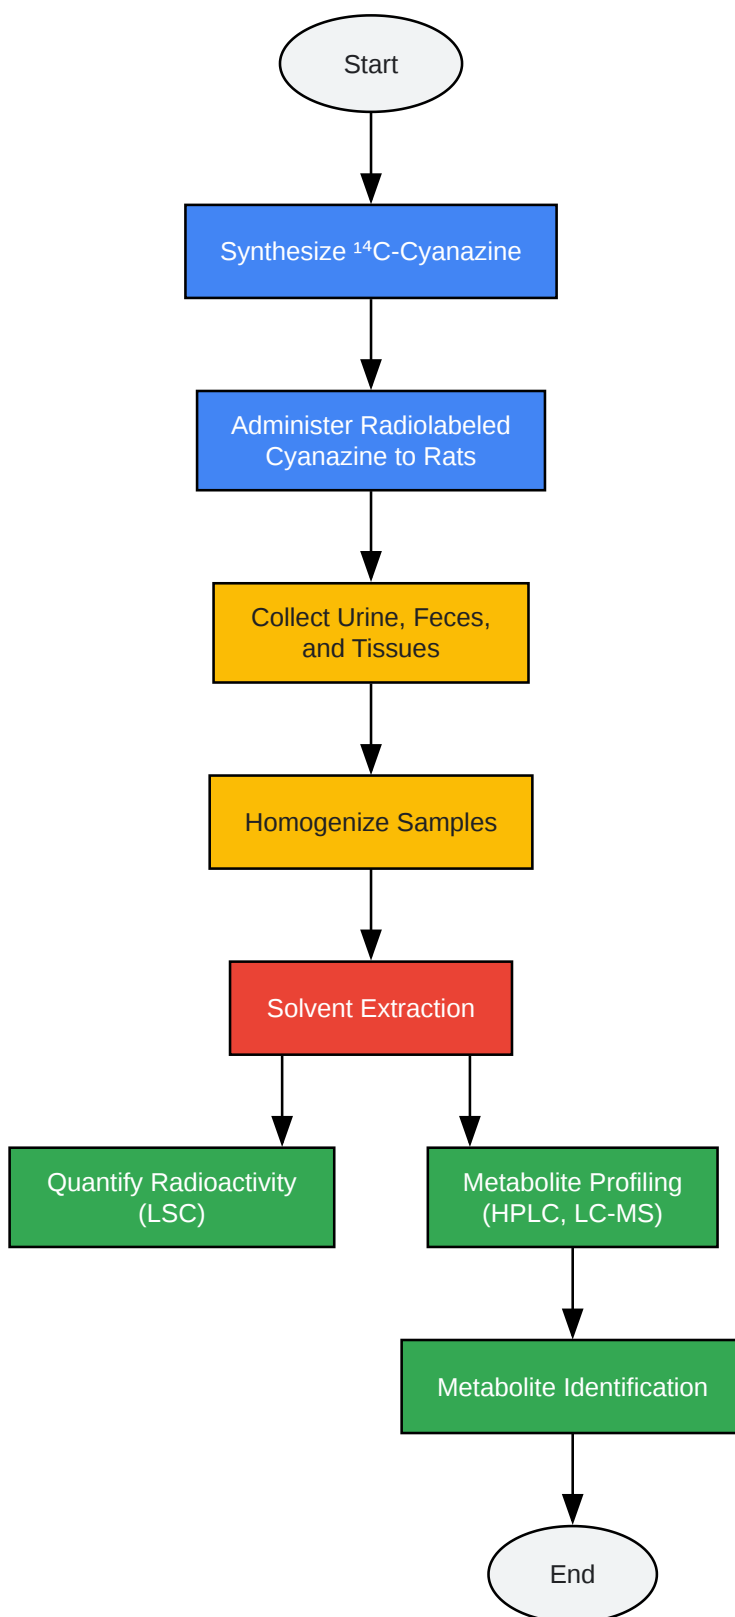 Start
Synthesize ¹⁴C-Cyanazine
Administer Radiolabeled
Cyanazine to Rats
Collect Urine, Feces,
and Tissues
Homogenize Samples
Solvent Extraction
Quantify Radioactivity
(LSC)
Metabolite Profiling
(HPLC, LC-MS)
Metabolite Identification
End